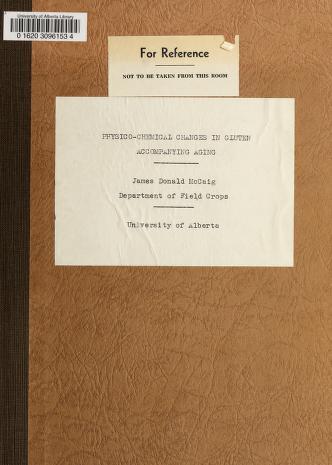 University of Alberta Library
0 1620 3096153 4
For Reference
NOT TO BE TAKEN FROM THIS ROOM
PHYSICO-CHEMICAL CHANGES IN GLUTEN
ACCOMPANYING AGING
James Donald McCaig
Department of Field Crops
University of Alberta